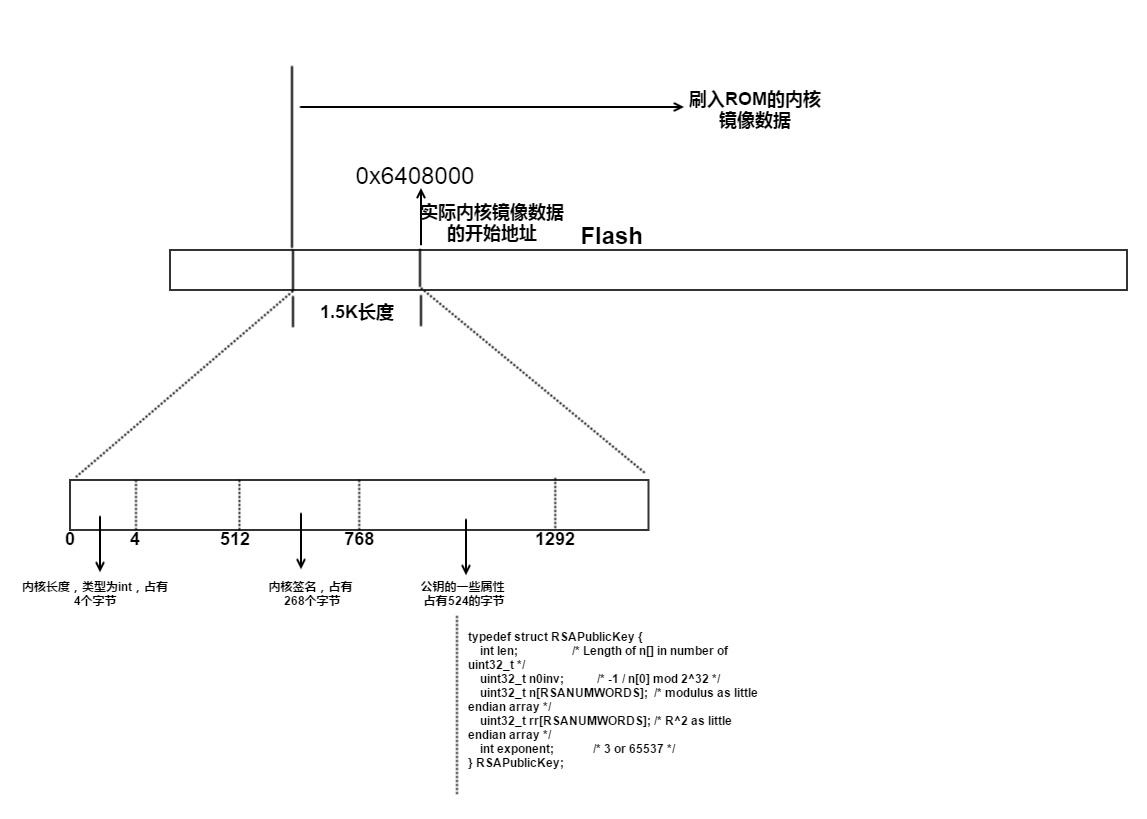 刷入ROM的内核
镜像数据
0x6408000
实际内核镜像数据
的开始地址
Flash
1.5K长度
0
4
512
768
1292
内核长度，类型为int，占有
4个字节
内核签名，占有
268个字节
公钥的一些属性
占有524的字节
typedef struct RSAPublicKey {
int len; /* Length of n[] in number of
uint32_t */
uint32_t n0inv; /* -1 / n[0] mod 2^32 */
uint32_t n[RSANUMWORDS]; /* modulus as little
endian array */
uint32_t rr[RSANUMWORDS]; /* R^2 as little
endian array */
int exponent; /* 3 or 65537 */
} RSAPublicKey;